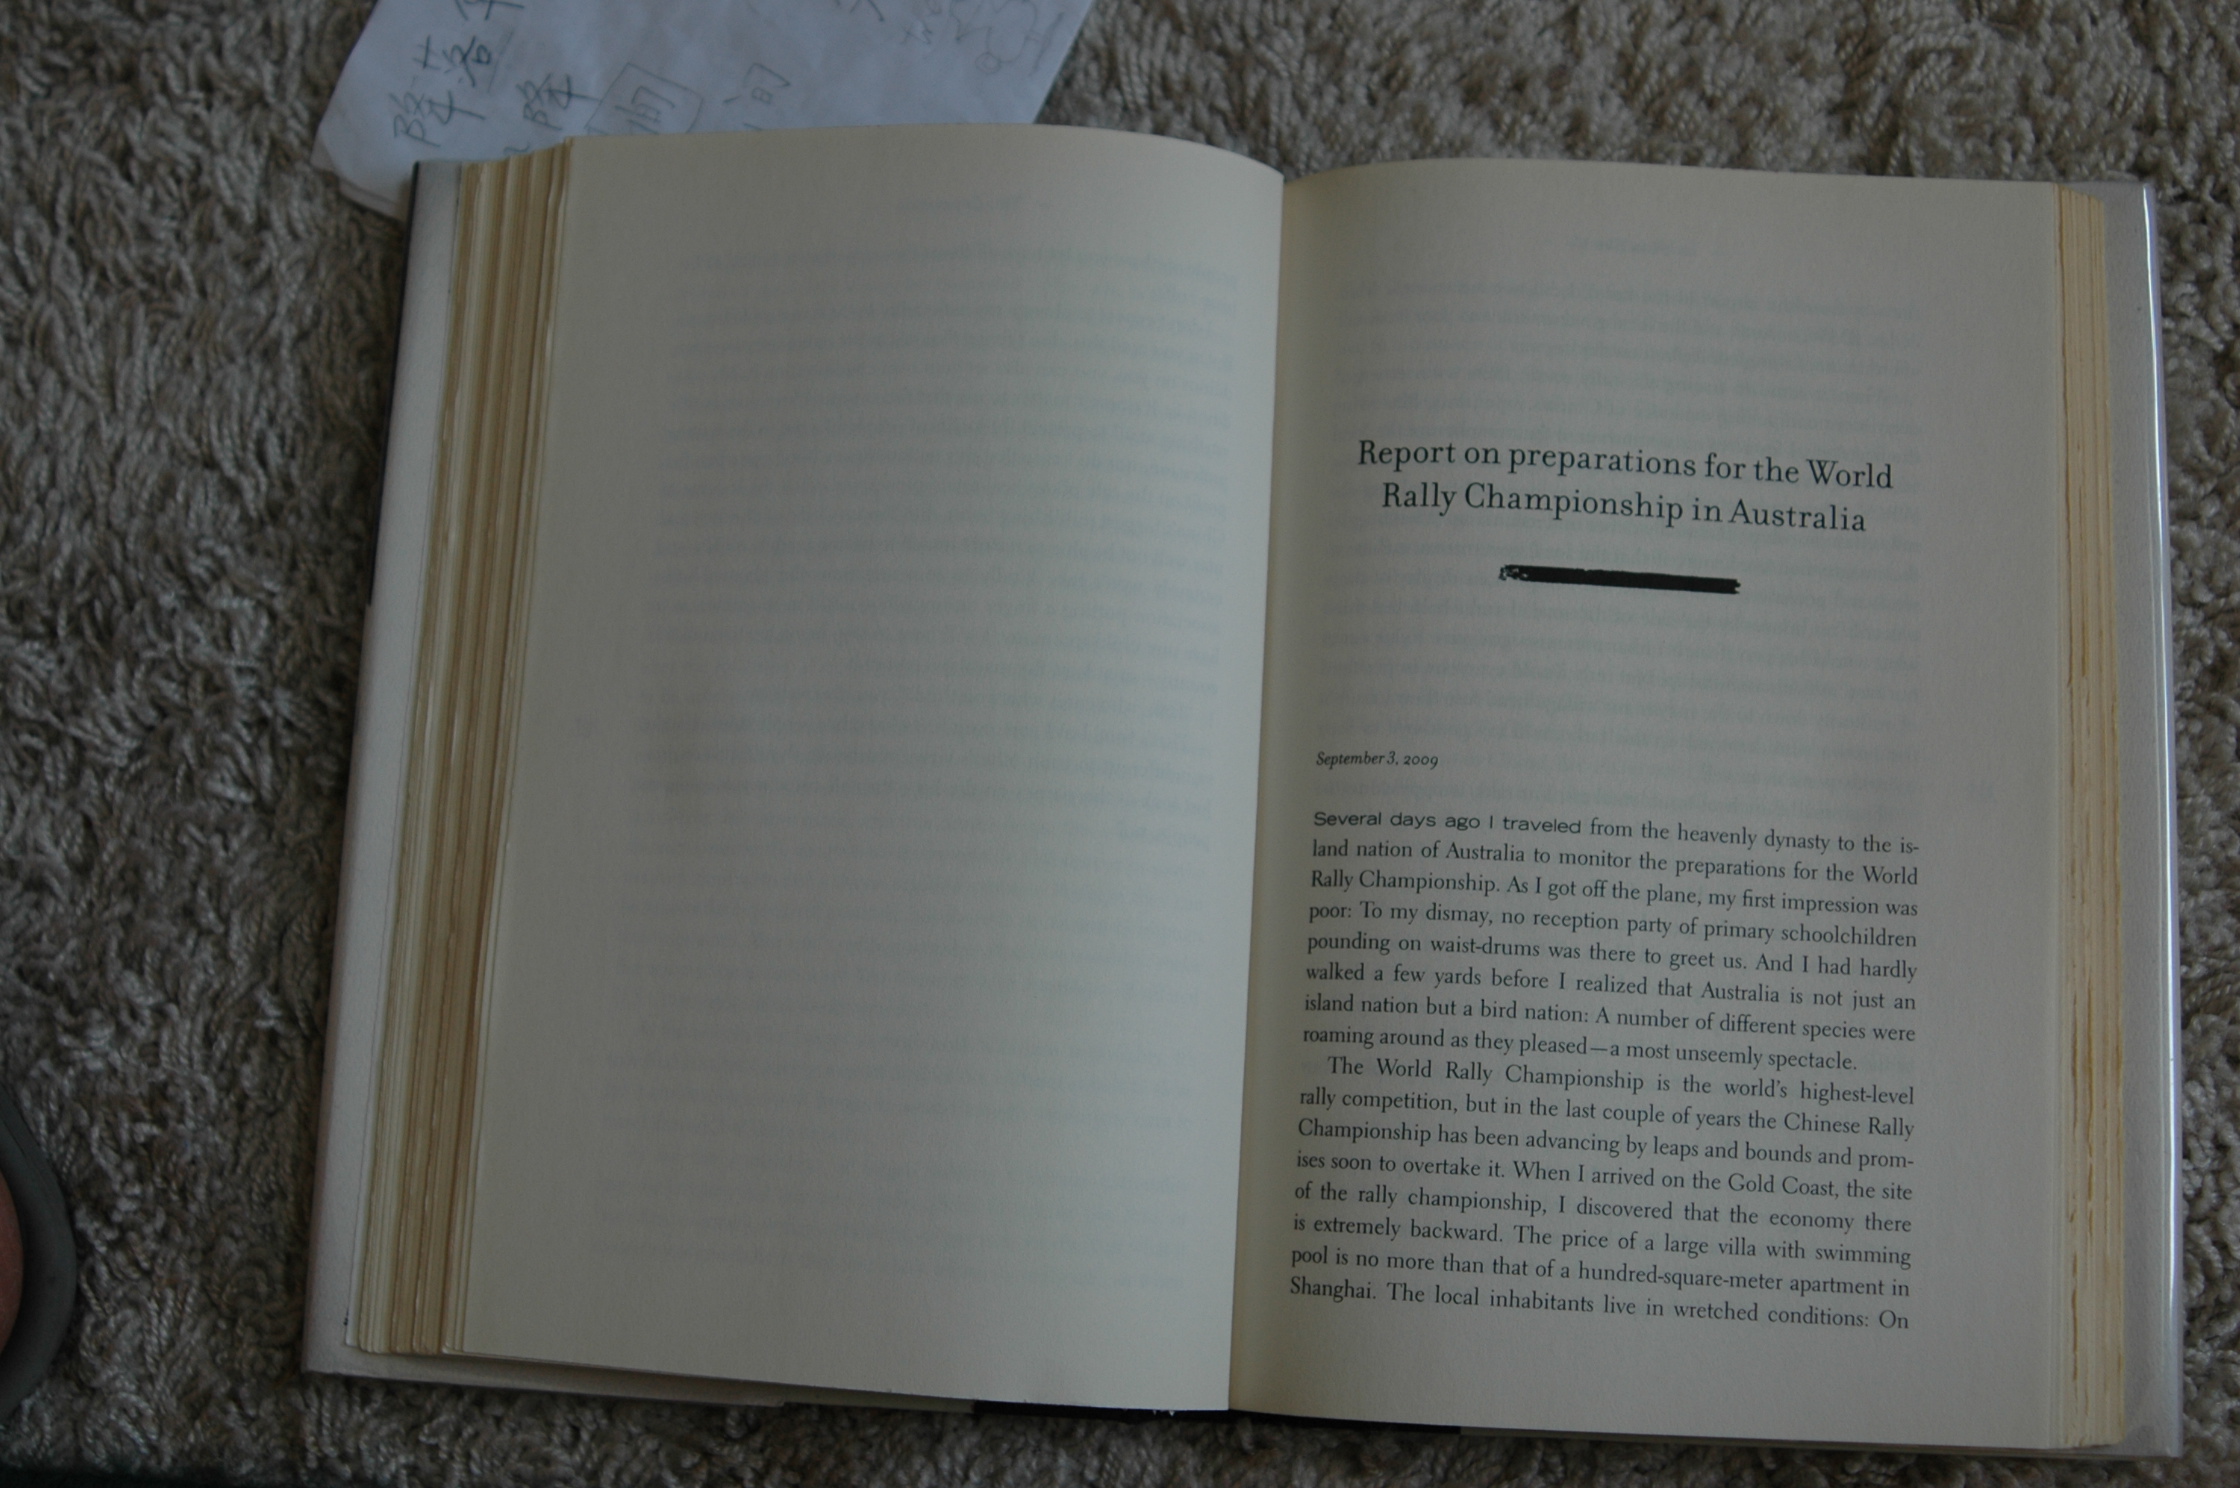 Report on preparations for the World
Rally Championship in Australia
September 3, 2009
Several days ago I traveled from the heavenly dynasty to the is-
land nation of Australia to monitor the preparations for the World
Rally Championship. As I got off the plane, my first impression was
poor: To my dismay, no reception party of primary schoolchildren
pounding on waist-drums was there to greet us. And I had hardly
walked a few yards before I realized that Australia is not just an
island nation but a bird nation: A number of different species were
roaming around as they pleased—a most unseemly spectacle.
The World Rally Championship is the world's highest-level
rally competition, but in the last couple of years the Chinese Rally
Championship has been advancing by leaps and bounds and prom-
ises soon to overtake it. When I arrived on the Gold Coast, the site
of the rally championship, I discovered that the economy there
is extremely backward. The price of a large villa with swimming
pool is no more than that of a hundred-square-meter apartment in
Shanghai. The local inhabitants live in wretched conditions: On